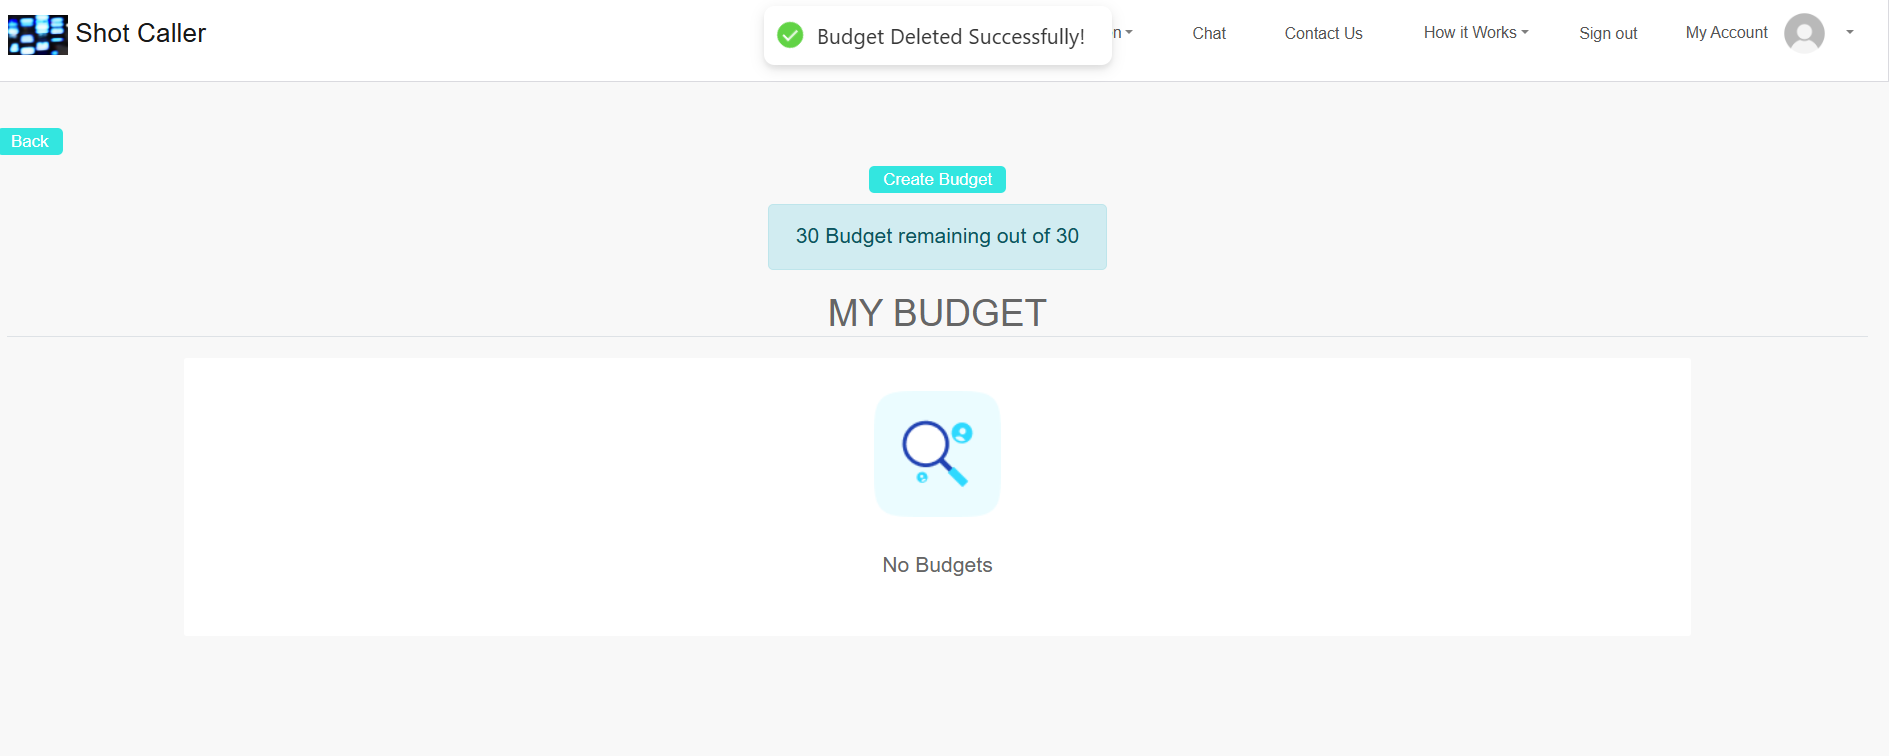 Shot Caller
Budget Deleted Successfully!
Chat
Contact Us
How it Works
Sign out
My Account
Back
Create Budget
30 Budget remaining out of 30
MY BUDGET
No Budgets